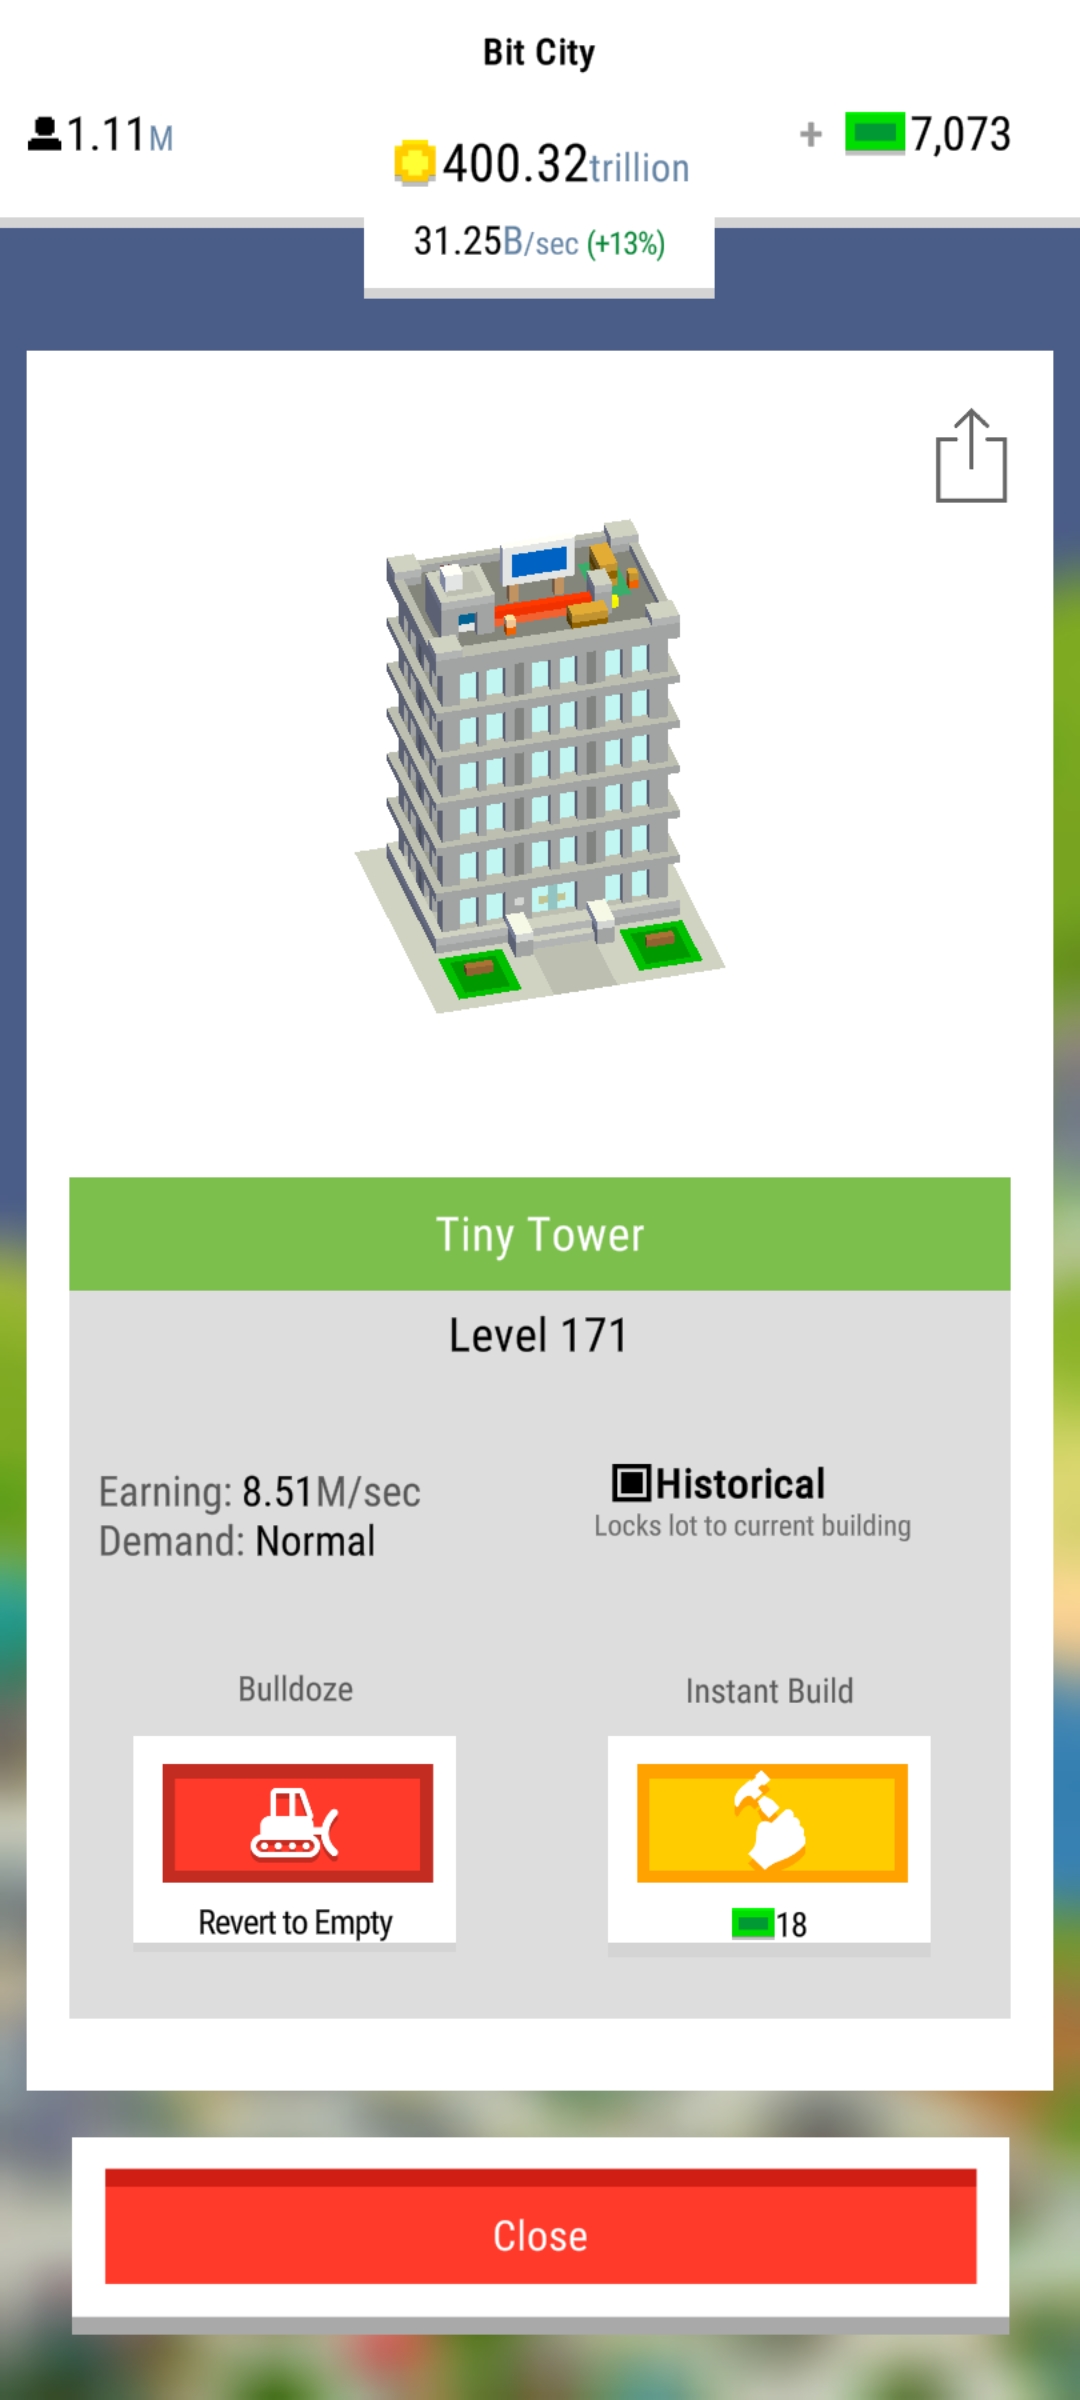 Bit City
1.11M
400.32trillion
+ 7,073
31.25B/sec (+13%)
Tiny Tower
Level 171
Earning: 8.51M/sec
Demand: Normal
Historical
Locks lot to current building
Bulldoze
Instant Build
Revert to Empty
18
Close